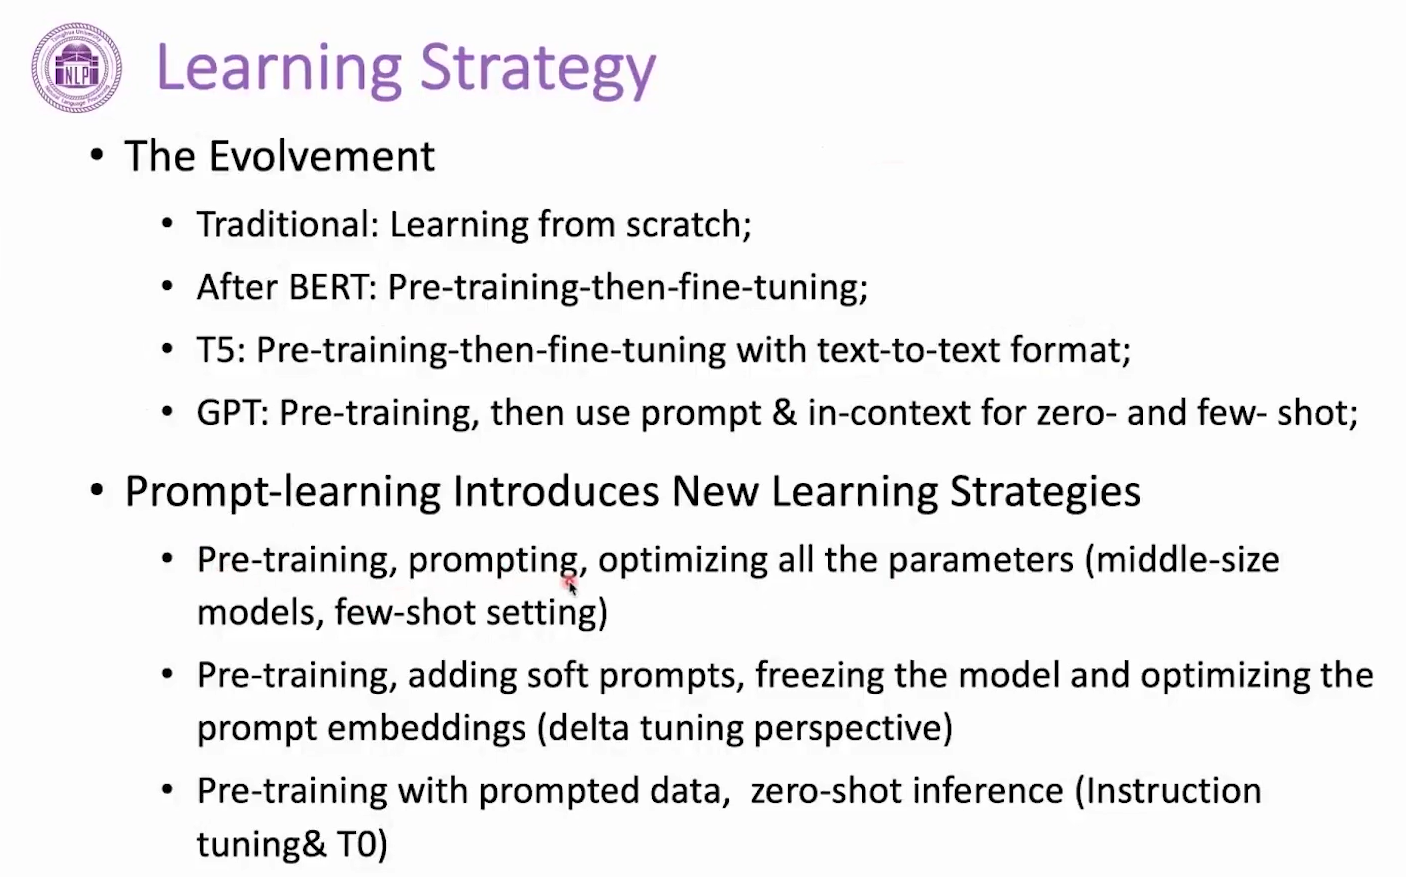 NLP
Learning Strategy
• The Evolvement
• Traditional: Learning from scratch;
• After BERT: Pre-training-then-fine-tuning;
• T5: Pre-training-then-fine-tuning with text-to-text format;
• GPT: Pre-training, then use prompt & in-context for zero- and few- shot;
• Prompt-learning Introduces New Learning Strategies
• Pre-training, prompting, optimizing all the parameters (middle-size
models, few-shot setting)
• Pre-training, adding soft prompts, freezing the model and optimizing the
prompt embeddings (delta tuning perspective)
• Pre-training with prompted data,  zero-shot inference (Instruction
tuning& T0)